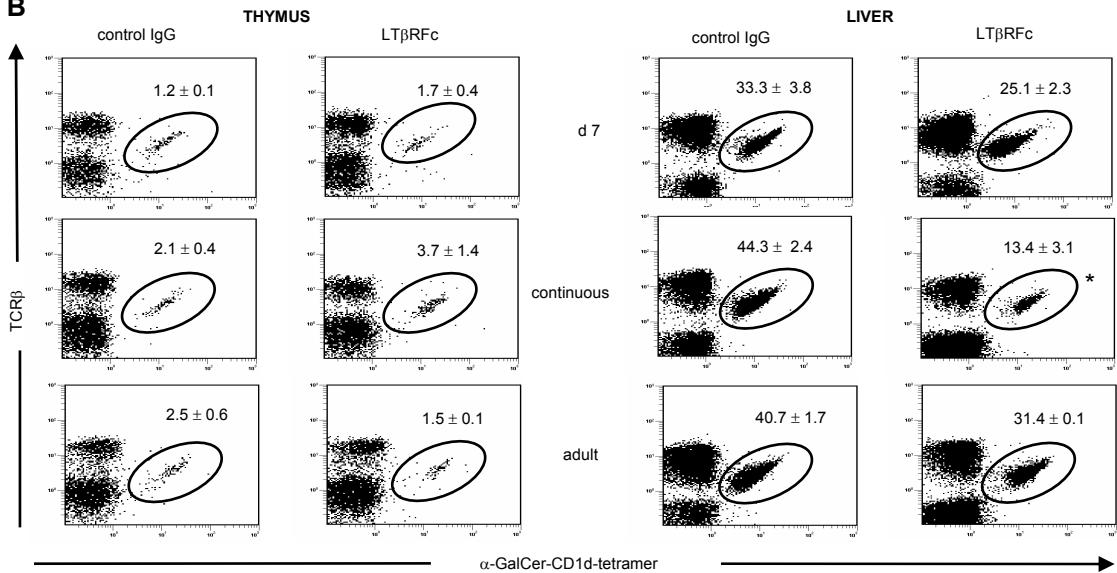 B
THYMUS
LIVER
control IgG
LTβRFc
control IgG
LTβRFc
1.2 ± 0.1
1.7 ± 0.4
d 7
33.3 ± 3.8
25.1 ± 2.3
2.1 ± 0.4
3.7 ± 1.4
continuous
44.3 ± 2.4
13.4 ± 3.1
*
2.5 ± 0.6
1.5 ± 0.1
adult
40.7 ± 1.7
31.4 ± 0.1
TCRβ
α-GalCer-CD1d-tetramer